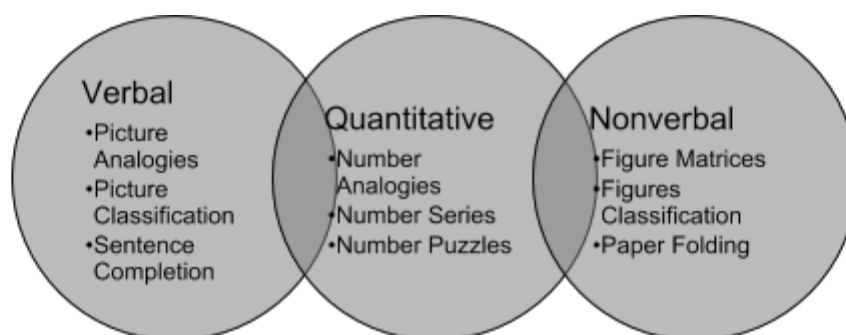 Verbal
•Picture
Analogies
•Picture
Classification
•Sentence
Completion
Quantitative
•Number
Analogies
•Number Series
•Number Puzzles
Nonverbal
•Figure Matrices
•Figures
Classification
•Paper Folding